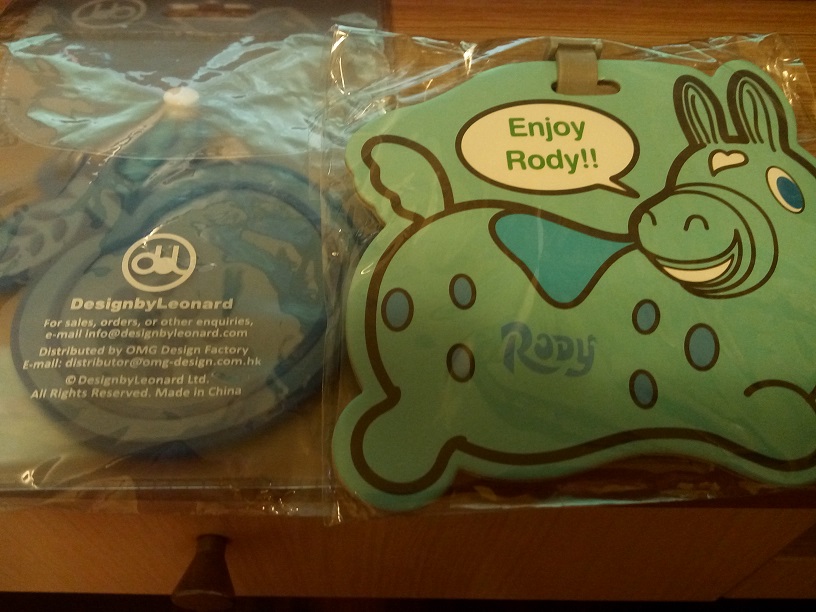 DesignbyLeonard
For sales, orders, or other enquiries,
e-mail info@designbyleonard.com
Distributed by OMG Design Factory
E-mail: distributor@omg-design.com.hk
© DesignbyLeonard Ltd.
All Rights Reserved. Made in China
Enjoy
Rody!!
RODY